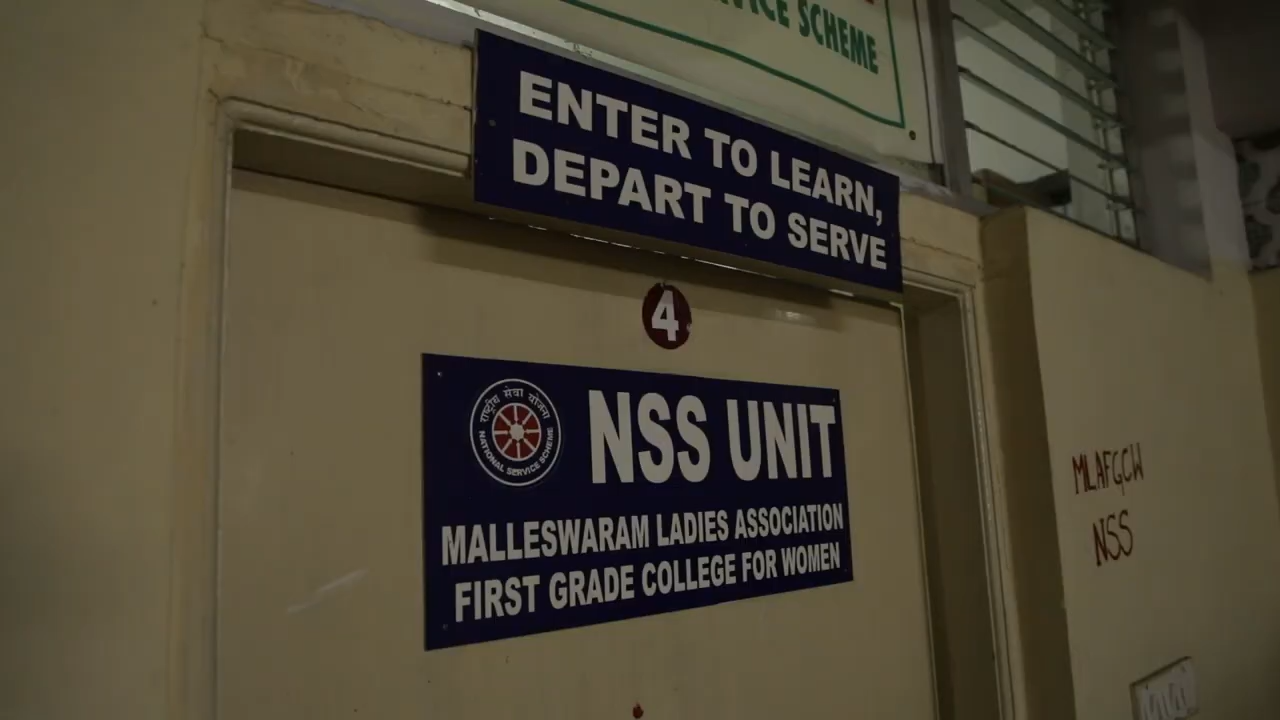 SERVICE SCHEME
ENTER TO LEARN,
DEPART TO SERVE
4
राष्ट्रीय सेवा योजना
NATIONAL SERVICE SCHEME
NSS UNIT
MALLESWARAM LADIES ASSOCIATION
FIRST GRADE COLLEGE FOR WOMEN
MLAFGCW
NSS